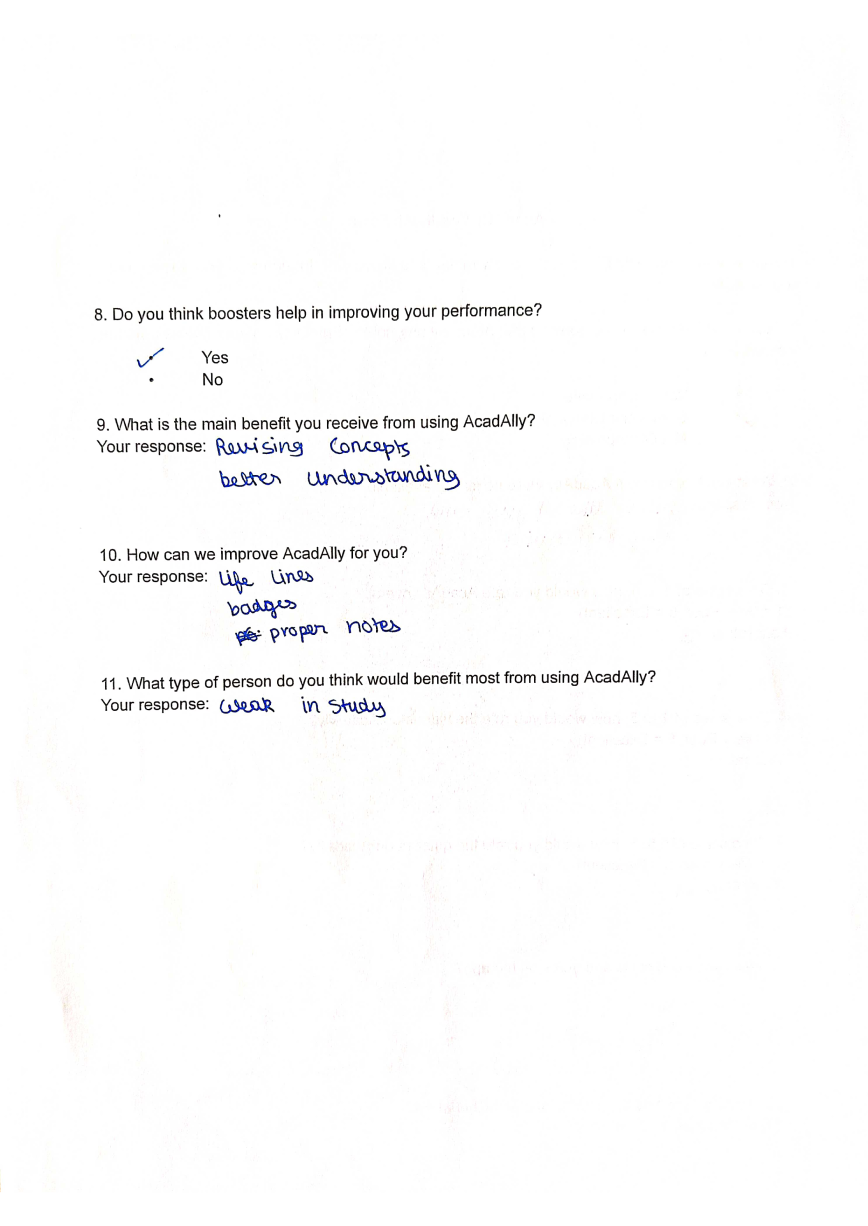 8. Do you think boosters help in improving your performance?
Yes
• No
9. What is the main benefit you receive from using AcadAlly?
Your response: Revising Concepts
better understanding
10. How can we improve AcadAlly for you?
Your response: Life lines
badges
proper notes
11. What type of person do you think would benefit most from using AcadAlly?
Your response: weak in study